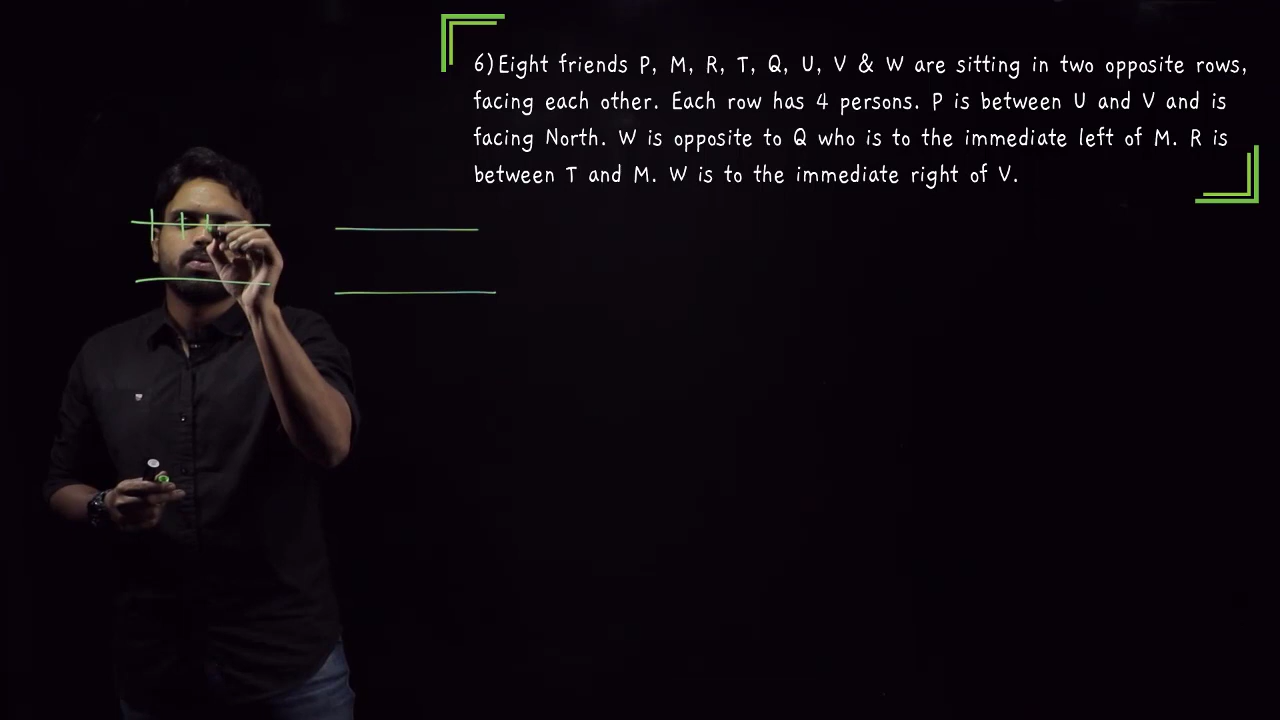 6)Eight friends P, M, R, T, Q, U, V & W are sitting in two opposite rows,
facing each other. Each row has 4 persons. P is between U and V and is
facing North. W is opposite to Q who is to the immediate left of M. R is
between T and M. W is to the immediate right of V.